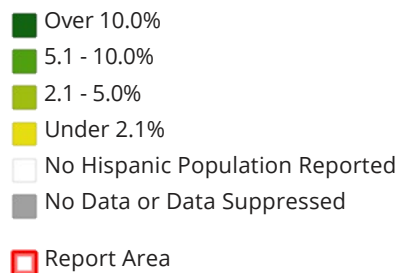 Over 10.0%
5.1 - 10.0%
2.1 - 5.0%
Under 2.1%
No Hispanic Population Reported
No Data or Data Suppressed
Report Area